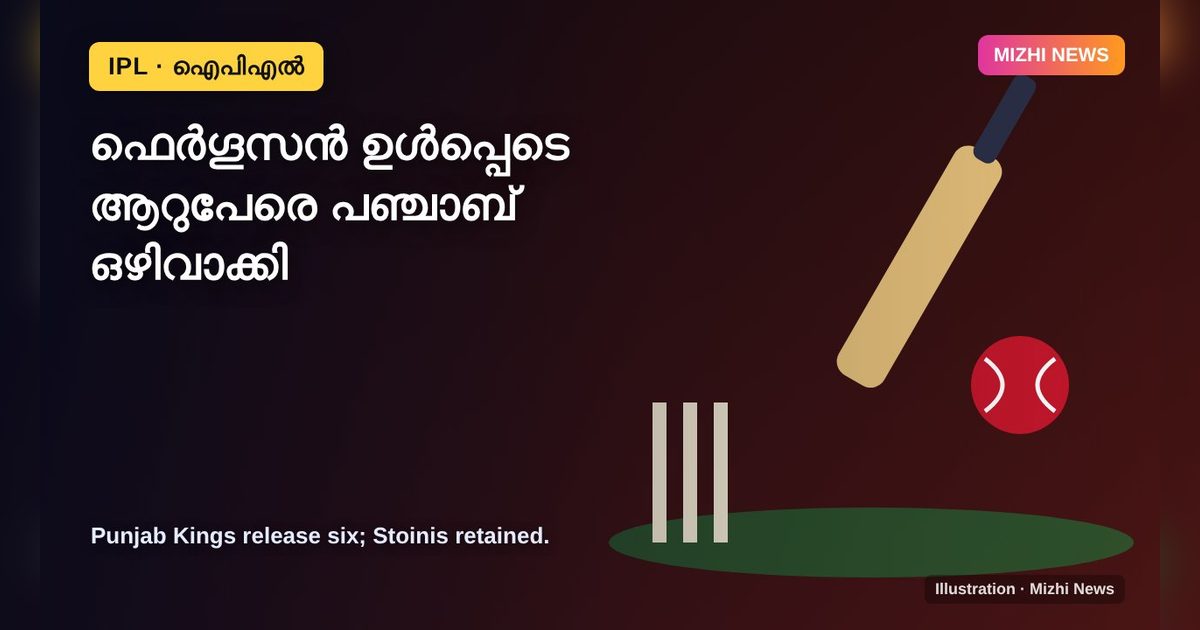 IPL · ഐപിഎൽ
MIZHI NEWS
ഫെർഗൂസൻ ഉൾപ്പെടെ
ആറുപേരെ പഞ്ചാബ്
ഒഴിവാക്കി
Punjab Kings release six; Stoinis retained.
Illustration · Mizhi News